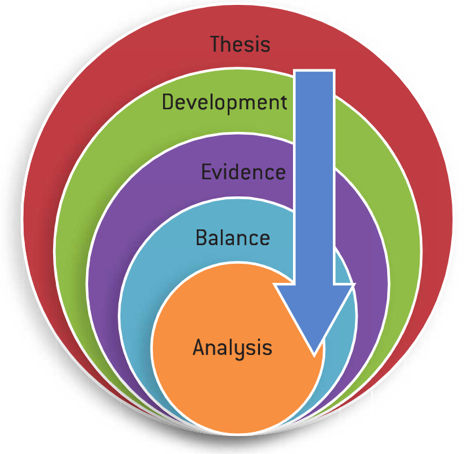 Thesis
Development
Evidence
Balance
Analysis